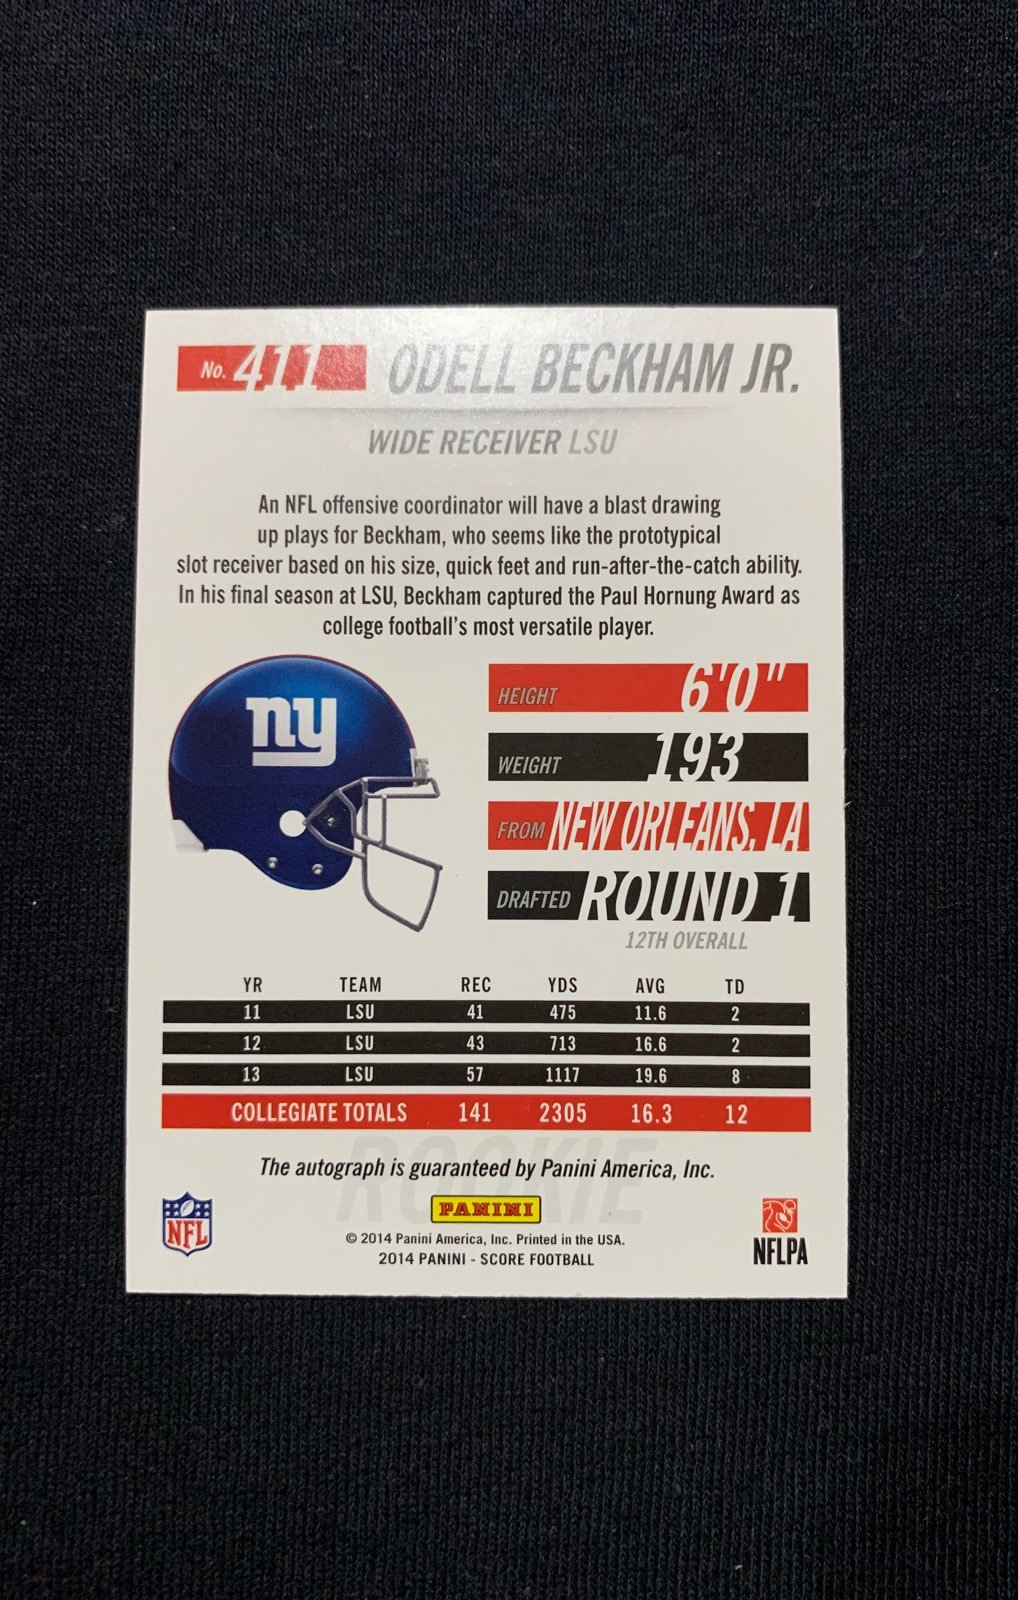 No. 411 ODELL BECKHAM JR.
WIDE RECEIVER LSU
An NFL offensive coordinator will have a blast drawing
up plays for Beckham, who seems like the prototypical
slot receiver based on his size, quick feet and run-after-the-catch ability.
In his final season at LSU, Beckham captured the Paul Hornung Award as
college football's most versatile player.
ny
HEIGHT 6'0"
WEIGHT 193
FROM NEW ORLEANS, LA
DRAFTED ROUND 1
12TH OVERALL
YR TEAM REC YDS AVG TD
11 LSU 41 475 11.6 2
12 LSU 43 713 16.6 2
13 LSU 57 1117 19.6 8
COLLEGIATE TOTALS 141 2305 16.3 12
ROOKIE
The autograph is guaranteed by Panini America, Inc.
PANINI
NFL
© 2014 Panini America, Inc. Printed in the USA.
2014 PANINI - SCORE FOOTBALL
NFLPA